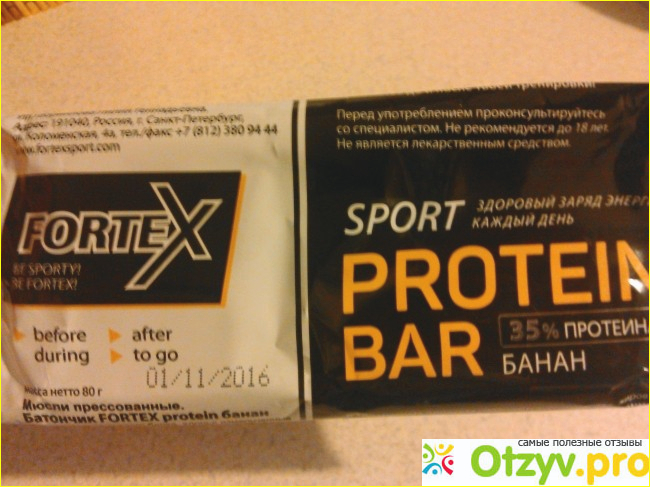 Адрес: 191040, Россия, г. Санкт-Петербург,
ул. Коломенская, 4а, тел./факс +7 (812) 380 94 44
www.fortexsport.com
FORTEX
BE SPORTY!
BE FORTEX!
before
after
during
to go
01/11/2016
Масса нетто 80 г
Мюсли прессованные.
Батончик FORTEX protein банан
Перед употреблением проконсультируйтесь
со специалистом. Не рекомендуется до 18 лет.
Не является лекарственным средством.
SPORT
ЗДОРОВЫЙ ЗАРЯД ЭНЕРГИ
КАЖДЫЙ ДЕНЬ
PROTEIN
BAR
35% ПРОТЕИНА
БАНАН
самые полезные отзывы
Otzyv.pro